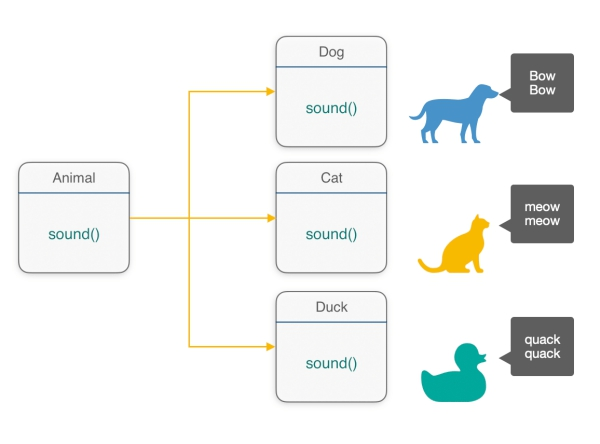 Dog
sound()
Bow
Bow
Animal
sound()
Cat
sound()
meow
meow
Duck
sound()
quack
quack